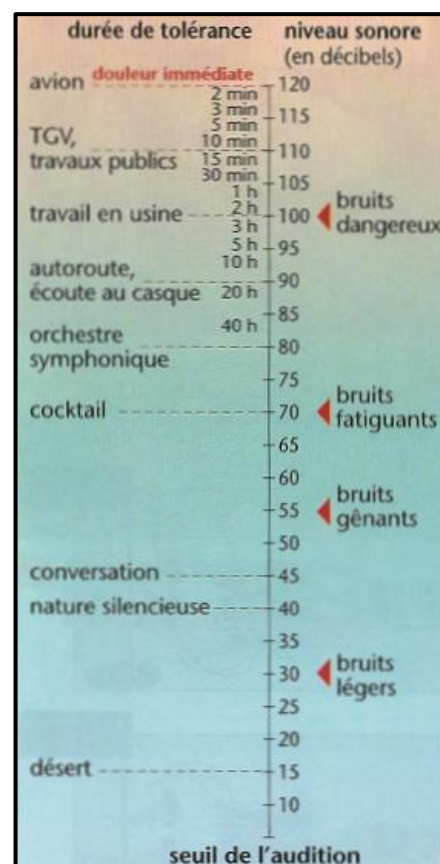 durée de tolérance niveau sonore
(en décibels)
avion douleur immédiate 120
2 min
3 min 115
5 min
TGV, 10 min 110
travaux publics 15 min
30 min 105
1 h
travail en usine 2 h 100 bruits
3 h dangereux
5 h 95
autoroute, 10 h
écoute au casque 90
20 h
85
orchestre 40 h
symphonique 80
75
cocktail 70 bruits
fatiguants
65
60
bruits
55 gênants
50
conversation 45
nature silencieuse 40
35
30 bruits
légers
25
20
désert 15
10
seuil de l'audition